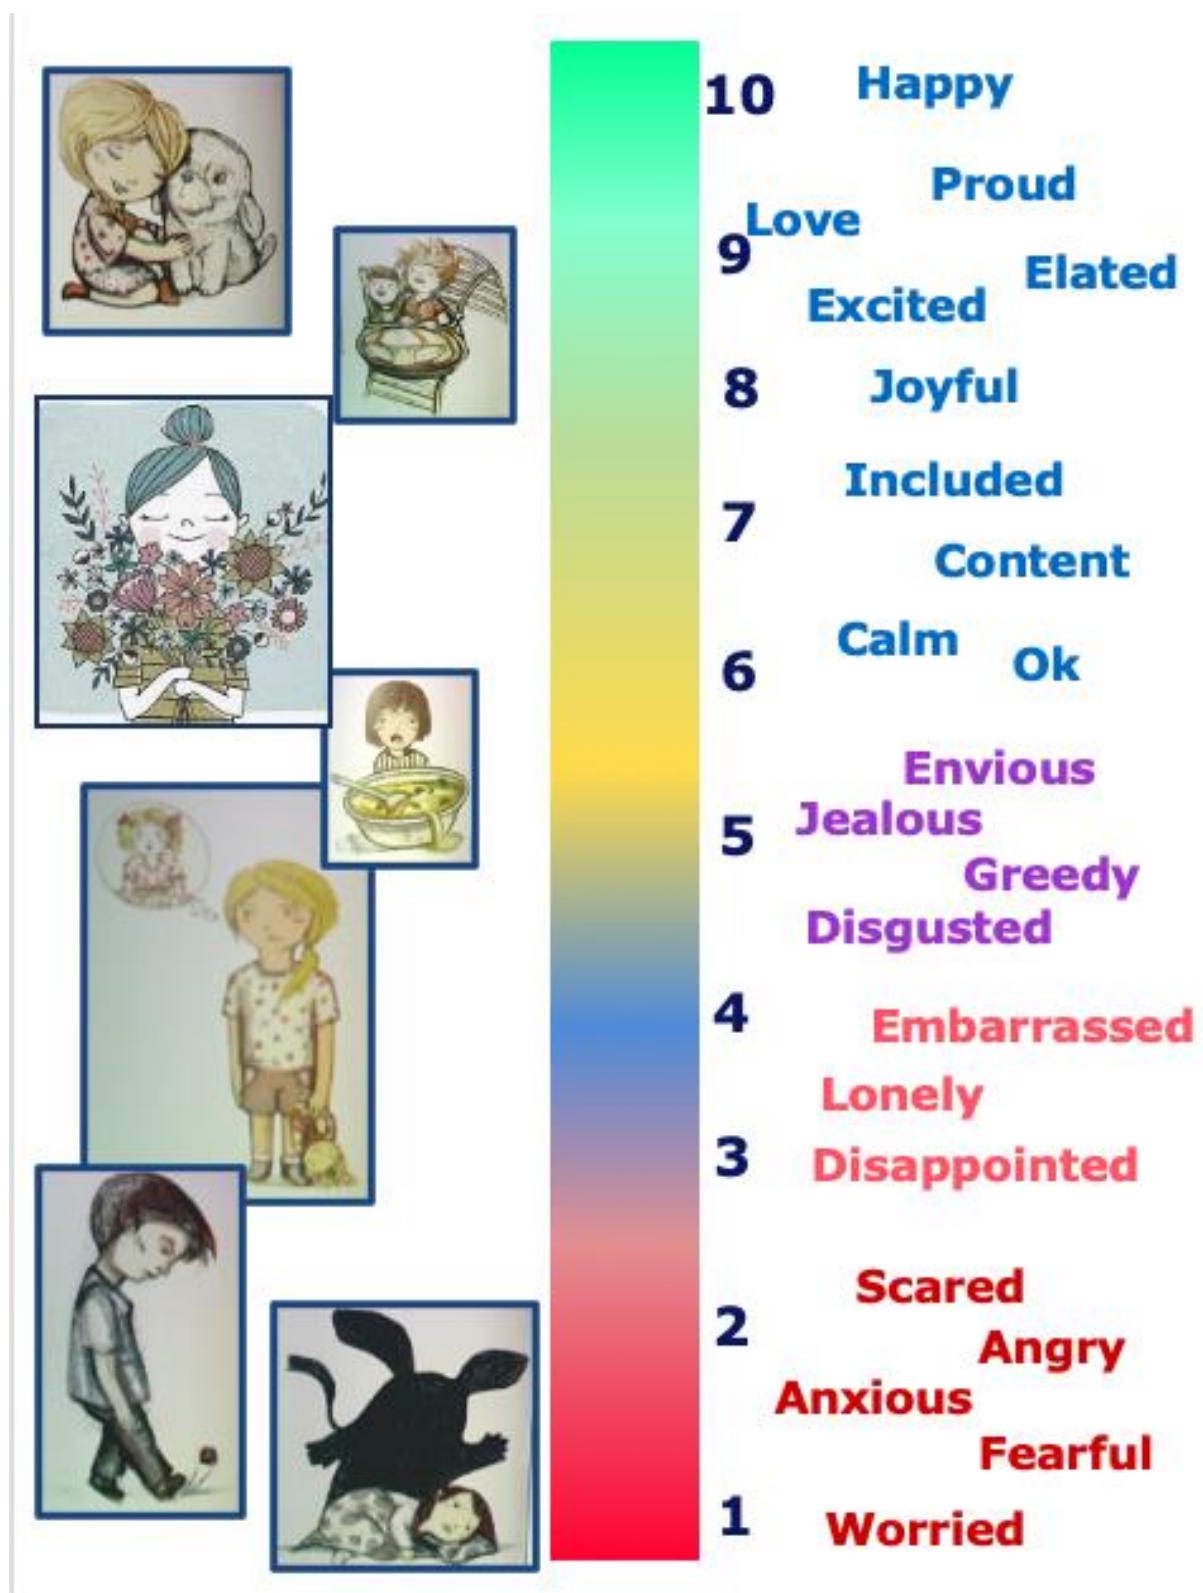 10 Happy
Proud
Love
9
Elated
Excited
8 Joyful
Included
7
Content
Calm
Ok
6
Envious
Jealous
5
Greedy
Disgusted
4
Embarrassed
Lonely
3
Disappointed
Scared
2
Angry
Anxious
Fearful
1
Worried